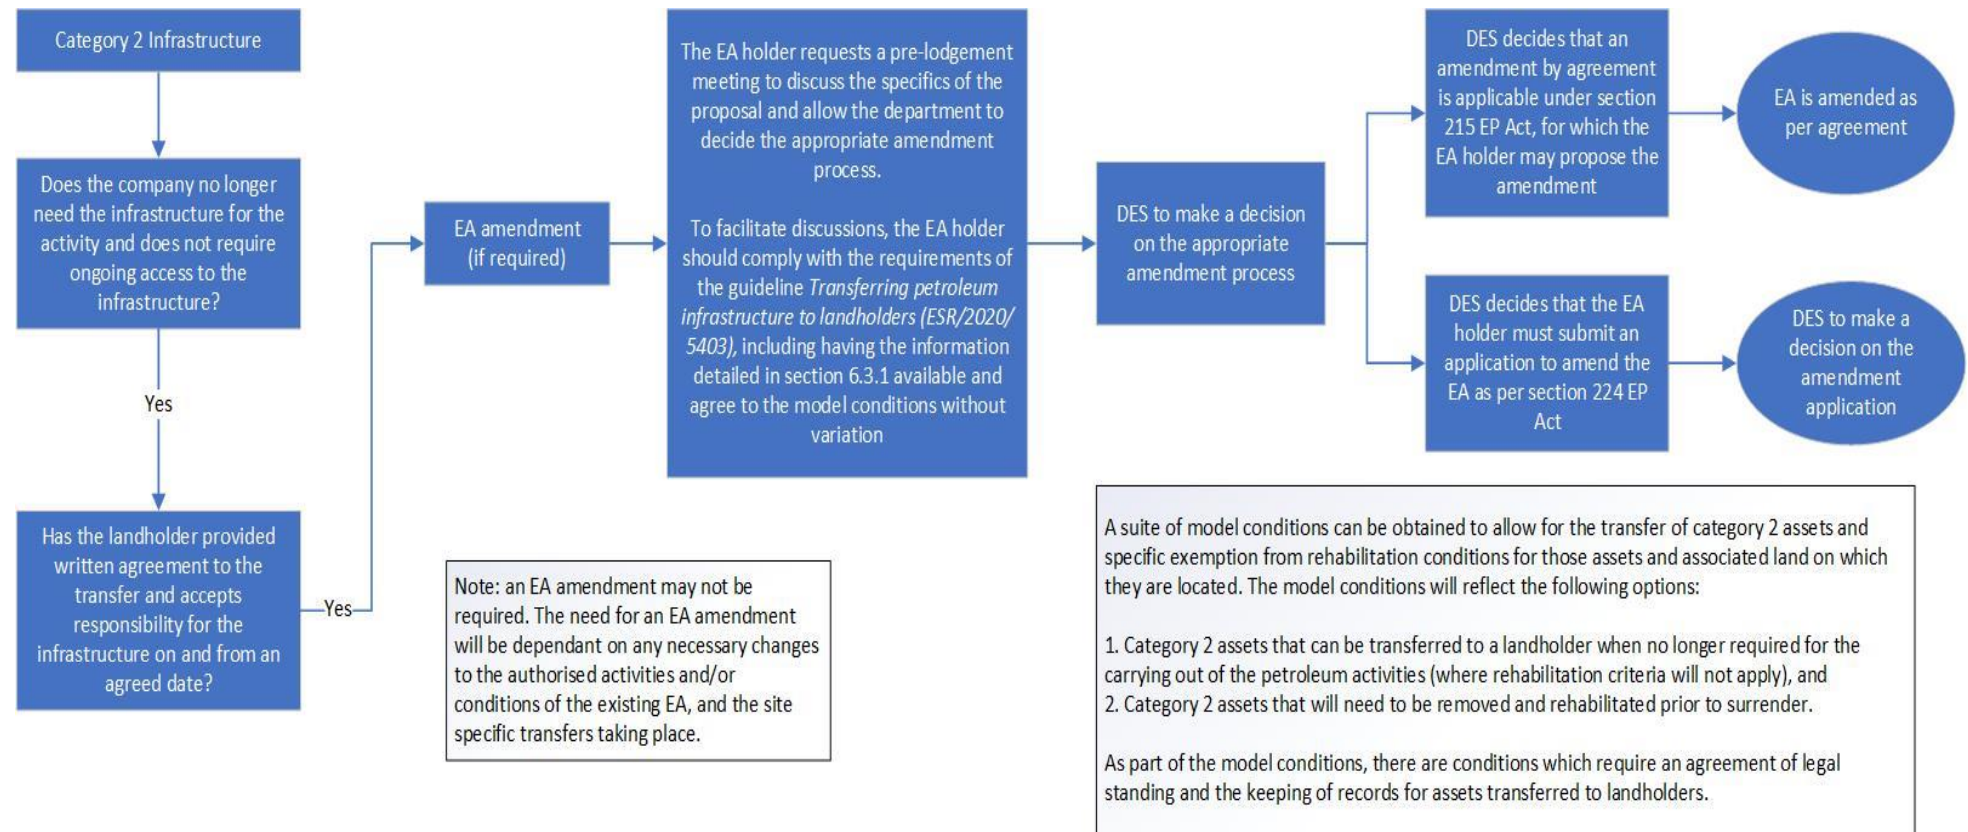 Category 2 Infrastructure
Does the company no longer
need the infrastructure for the
activity and does not require
ongoing access to the
infrastructure?
Yes
Has the landholder provided
written agreement to the
transfer and accepts
responsibility for the
infrastructure on and from an
agreed date?
Yes
EA amendment
(if required)
The EA holder requests a pre-lodgement
meeting to discuss the specifics of the
proposal and allow the department to
decide the appropriate amendment
process.
To facilitate discussions, the EA holder
should comply with the requirements of
the guideline Transferring petroleum
infrastructure to landholders (ESR/2020/
5403), including having the information
detailed in section 6.3.1 available and
agree to the model conditions without
variation
DES to make a decision
on the appropriate
amendment process
DES decides that an
amendment by agreement
is applicable under section
215 EP Act, for which the
EA holder may propose the
amendment
EA is amended as
per agreement
DES decides that the EA
holder must submit an
application to amend the
EA as per section 224 EP
Act
DES to make a
decision on the
amendment
application
Note: an EA amendment may not be
required. The need for an EA amendment
will be dependant on any necessary changes
to the authorised activities and/or
conditions of the existing EA, and the site
specific transfers taking place.
A suite of model conditions can be obtained to allow for the transfer of category 2 assets and
specific exemption from rehabilitation conditions for those assets and associated land on which
they are located. The model conditions will reflect the following options:
1. Category 2 assets that can be transferred to a landholder when no longer required for the
carrying out of the petroleum activities (where rehabilitation criteria will not apply), and
2. Category 2 assets that will need to be removed and rehabilitated prior to surrender.
As part of the model conditions, there are conditions which require an agreement of legal
standing and the keeping of records for assets transferred to landholders.